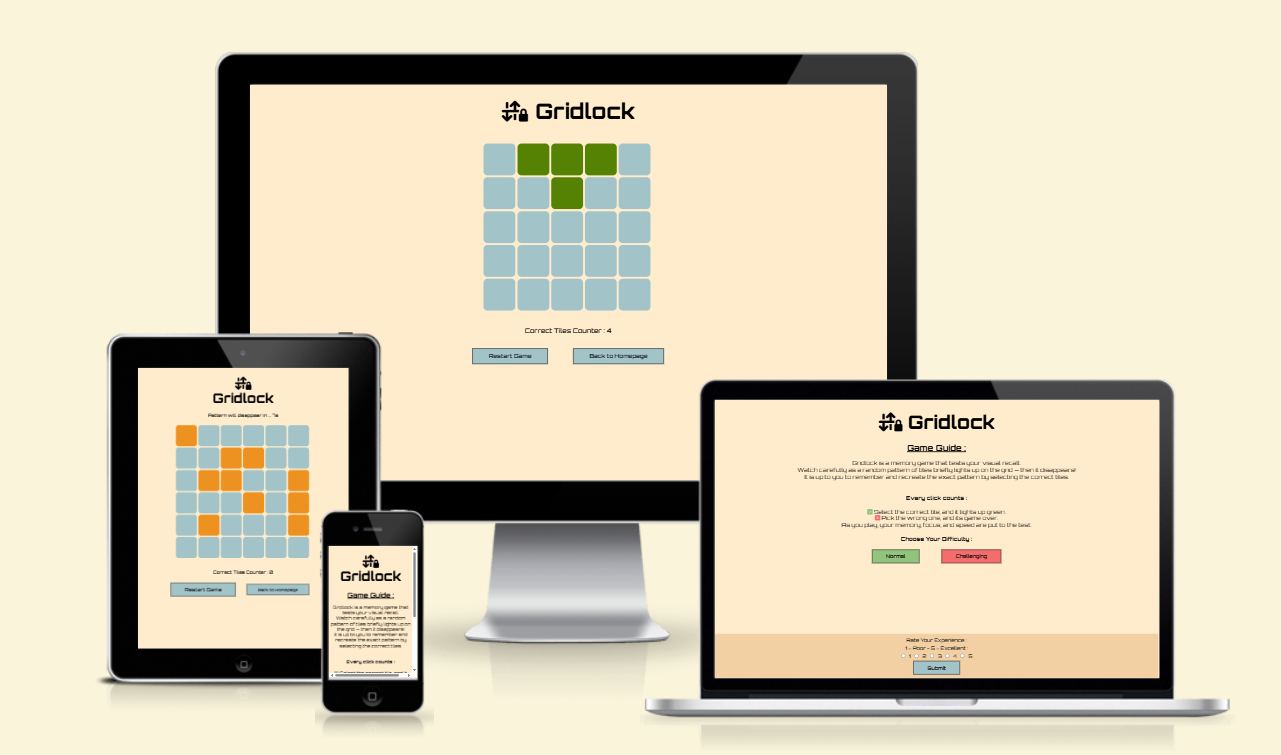 Gridlock
Correct Tiles Counter : 4
Restart Game
Back to Homepage
Gridlock
Pattern will disappear in ... 7s
Correct Tiles Counter : 0
Restart Game
Back to Homepage
Gridlock
Game Guide :
Gridlock is a memory game that
tests your visual recall.
Watch carefully as a random
pattern of tiles briefly lights up on
the grid — then it disappears!
It is up to you to remember and
recreate the exact pattern by
selecting the correct tiles.
Every click counts :
Gridlock
Game Guide :
Gridlock is a memory game that tests your visual recall.
Watch carefully as a random pattern of tiles briefly lights up on the grid — then it disappears!
It is up to you to remember and recreate the exact pattern by selecting the correct tiles.
Every click counts :
Select the correct tile, and it lights up green.
Pick the wrong one, and its game over.
As you play, your memory, focus, and speed are put to the test.
Choose Your Difficulty :
Normal
Challenging
Rate Your Experience :
1 - Poor - 5 - Excellent :
1 2 3 4 5
Submit